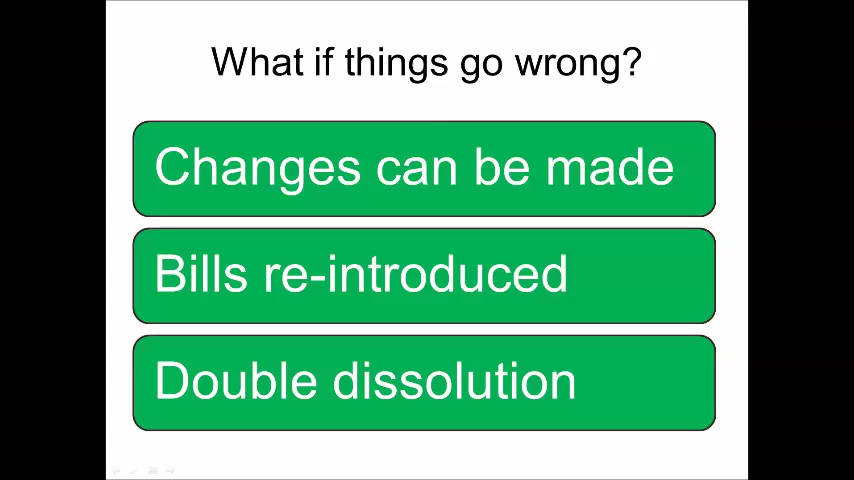 What if things go wrong?
Changes can be made
Bills re-introduced
Double dissolution